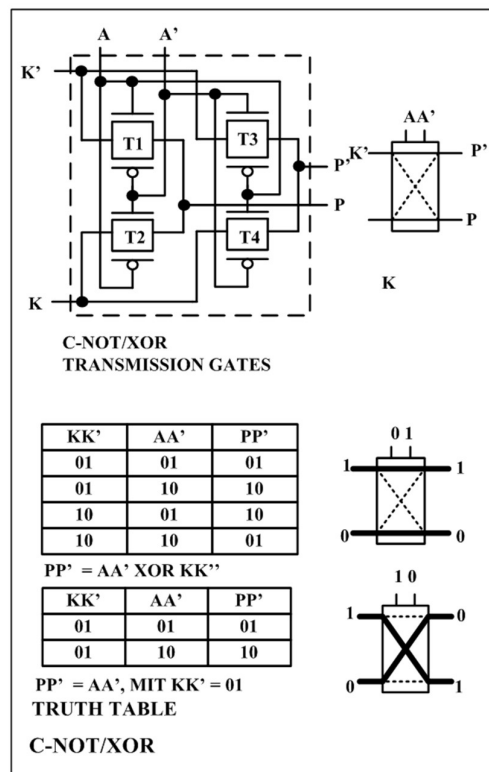 A A'
K'
T1 T3
AA'
K' P'
P'
P
T2 T4
P
K
K
C-NOT/XOR
TRANSMISSION GATES
KK' AA' PP'
01 01 01
01 10 10
10 01 10
10 10 01
PP' = AA' XOR KK''
0 1
1 1
0 0
KK' AA' PP'
01 01 01
01 10 10
PP' = AA', MIT KK' = 01
1 0
1 0
0 1
TRUTH TABLE
C-NOT/XOR